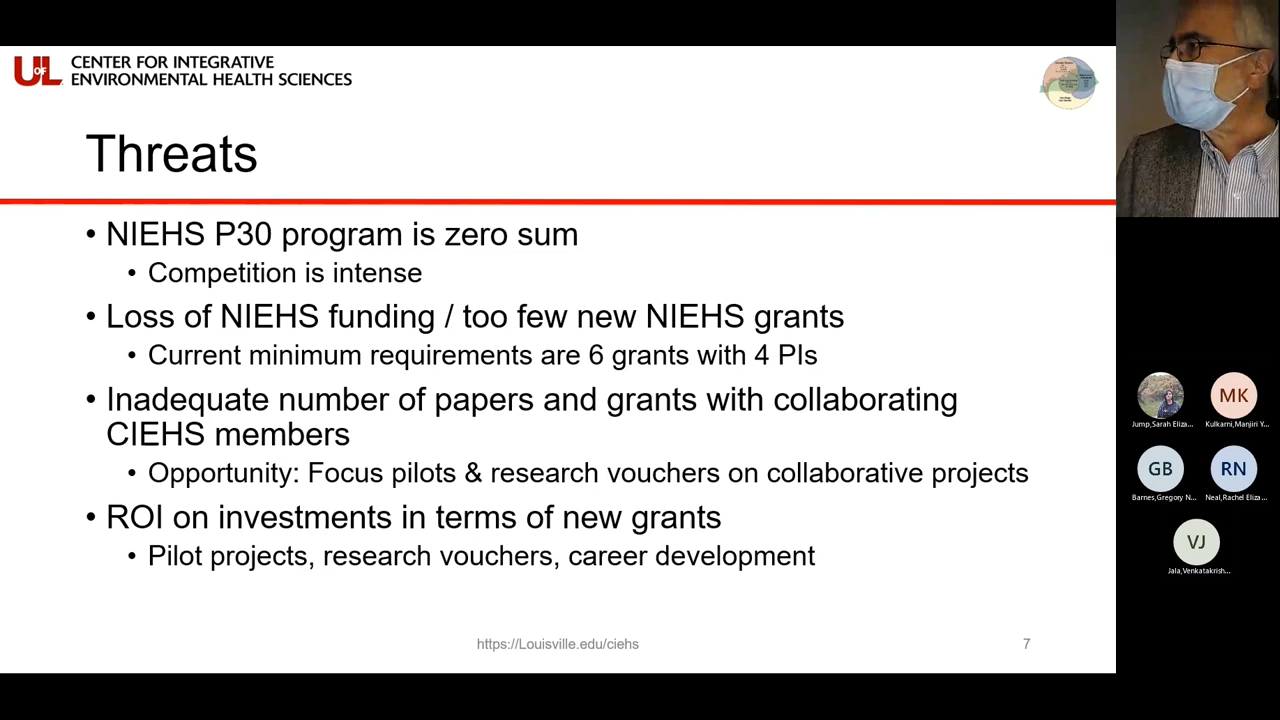 UofL CENTER FOR INTEGRATIVE
ENVIRONMENTAL HEALTH SCIENCES
Threats
• NIEHS P30 program is zero sum
• Competition is intense
• Loss of NIEHS funding / too few new NIEHS grants
• Current minimum requirements are 6 grants with 4 PIs
• Inadequate number of papers and grants with collaborating
CIEHS members
• Opportunity: Focus pilots & research vouchers on collaborative projects
• ROI on investments in terms of new grants
• Pilot projects, research vouchers, career development
https://Louisville.edu/ciehs
7
Jump,Sarah Eliza...
MK
Kulkarni,Manjiri Y...
GB
Barnes,Gregory N...
RN
Neal,Rachel Eliza...
VJ
Jala,Venkatakrish...